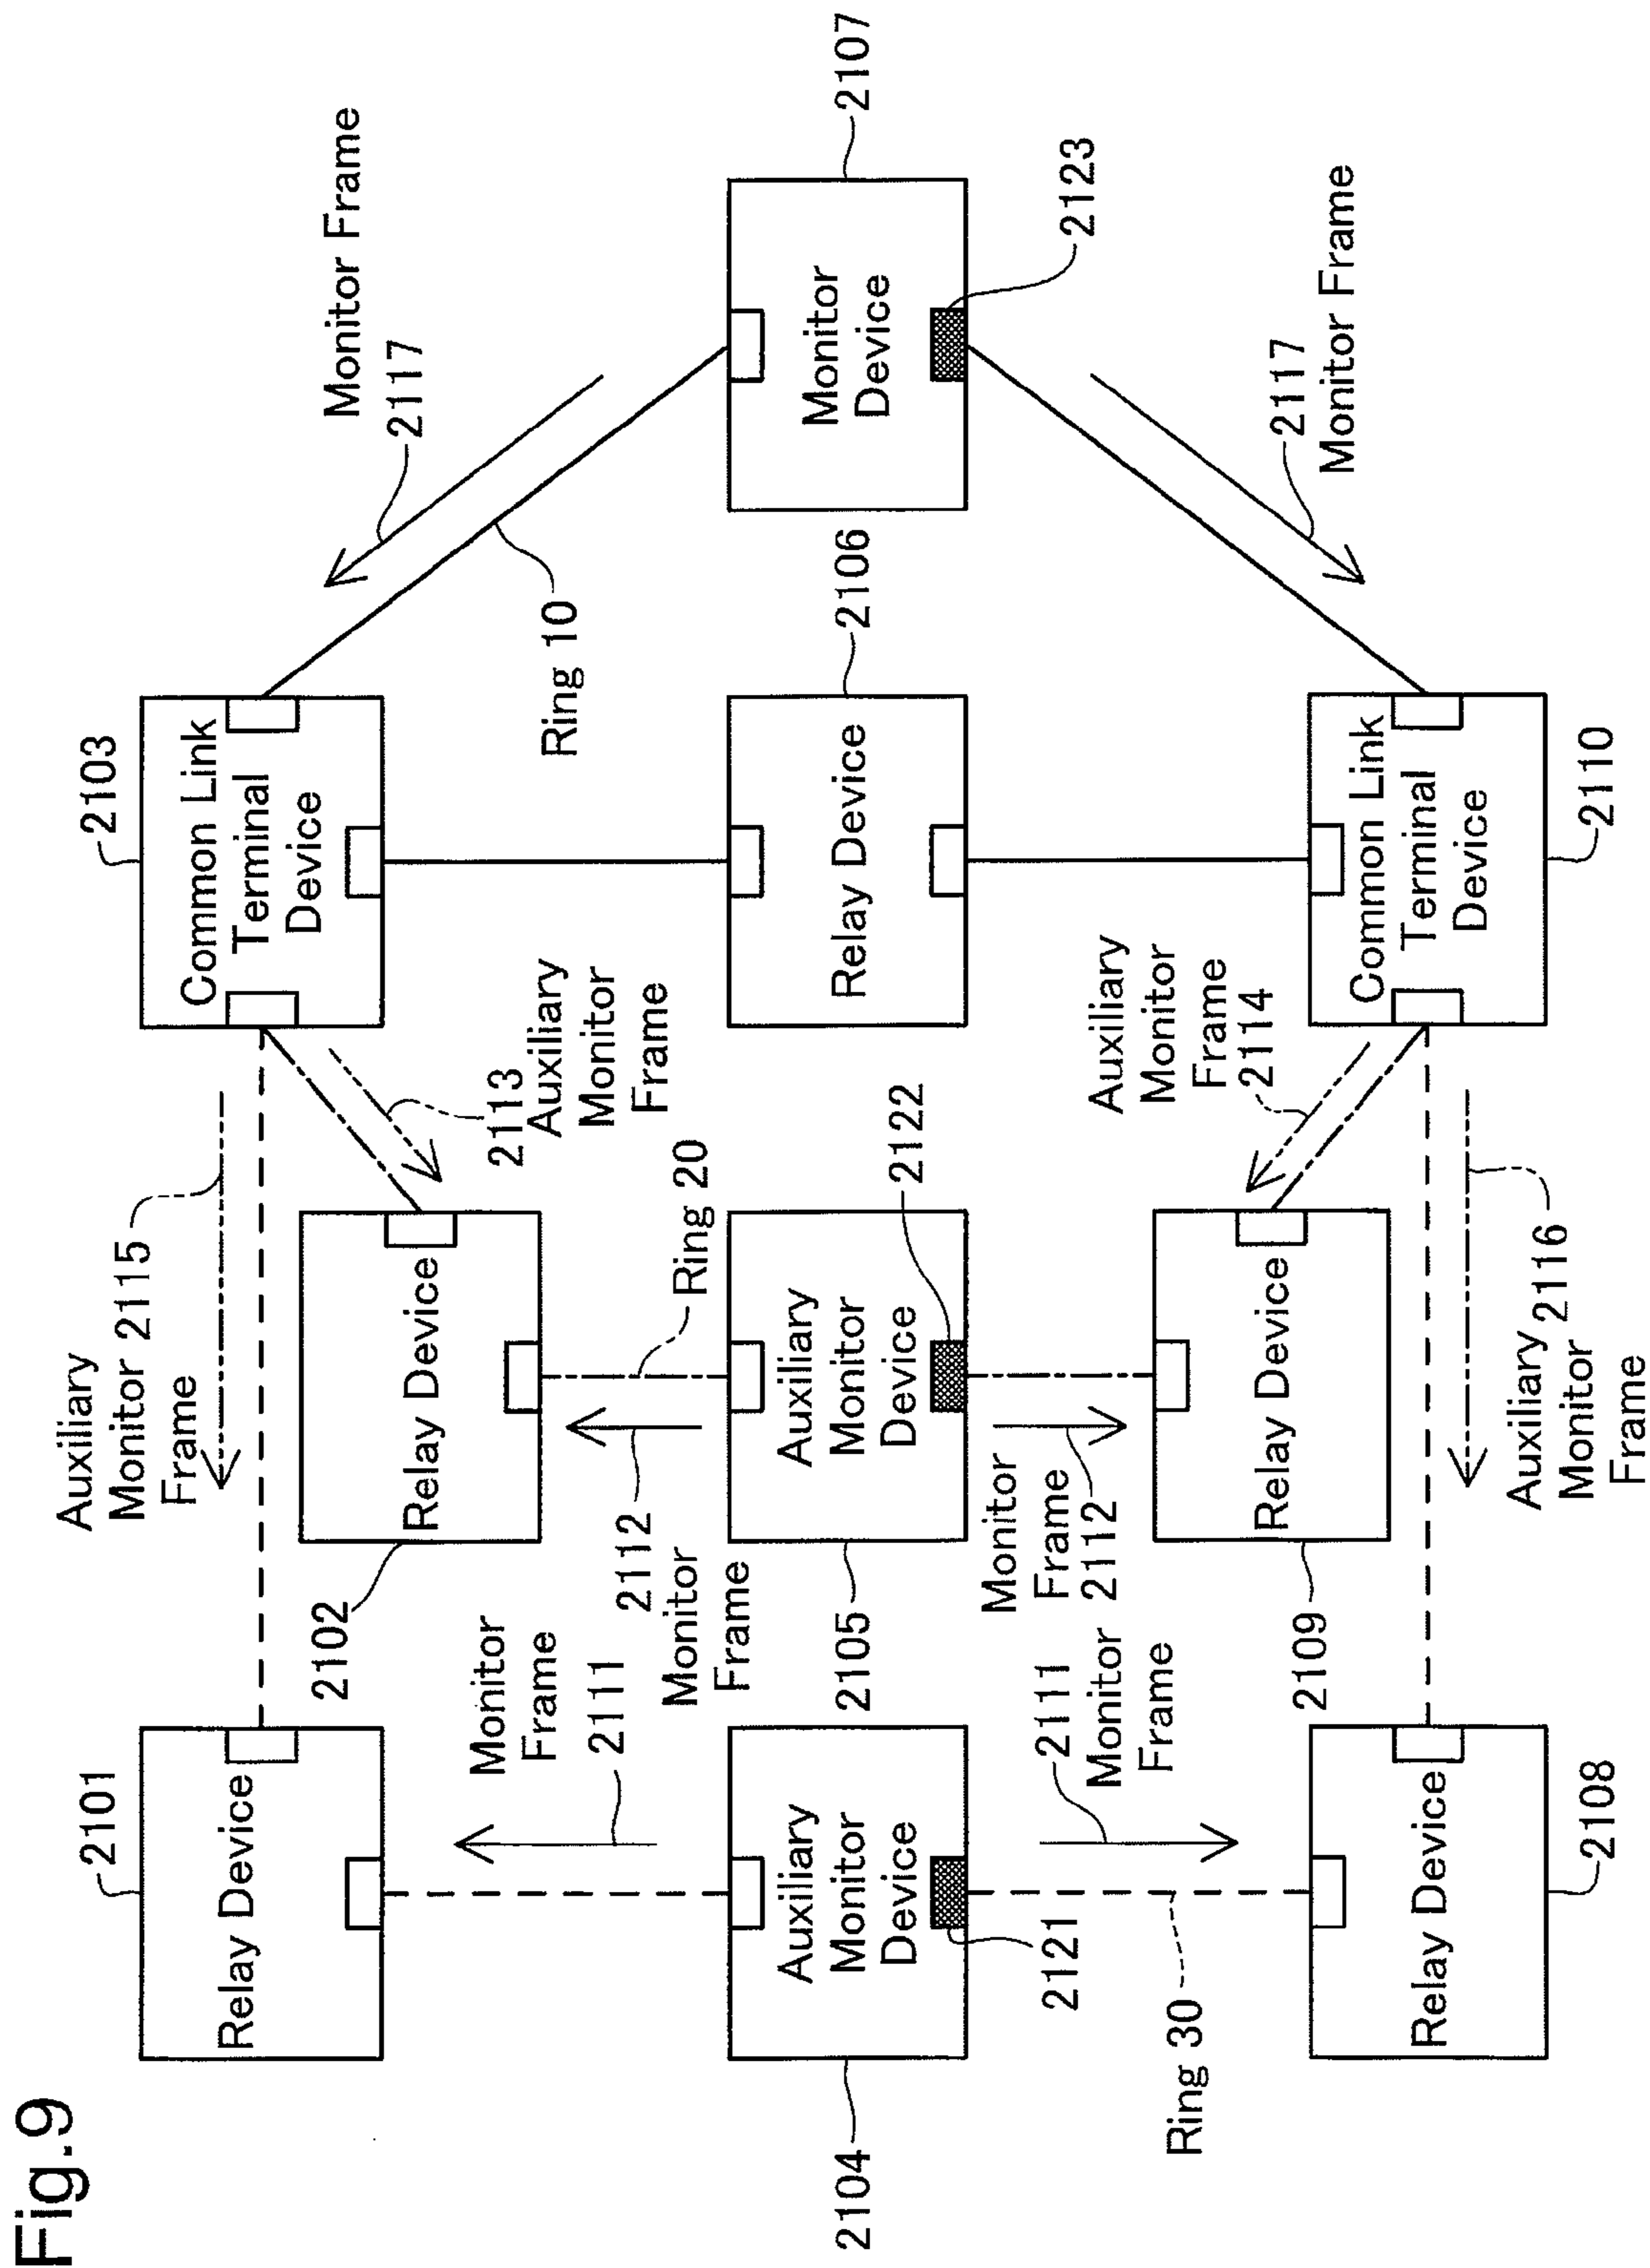 Fig.9
2101
Relay Device
Auxiliary
Monitor 2115
Frame
2103
Common Link
Terminal
Device
Monitor Frame
2117
Ring 10
2102
Relay Device
2113
Auxiliary
Monitor
Frame
Monitor
Frame
2111
2112
Monitor
Frame
Ring 20
2104
Auxiliary
Monitor
Device
2121
2105
Auxiliary
Monitor
Device
2122
2106
Relay Device
2107
Monitor
Device
2123
2111
Monitor
Frame
Monitor
Frame
2112
Auxiliary
Monitor
Frame
2114
2117
Monitor Frame
Ring 30
2109
Relay Device
2108
Relay Device
2116
Auxiliary
Monitor
Frame
2110
Common Link
Terminal
Device